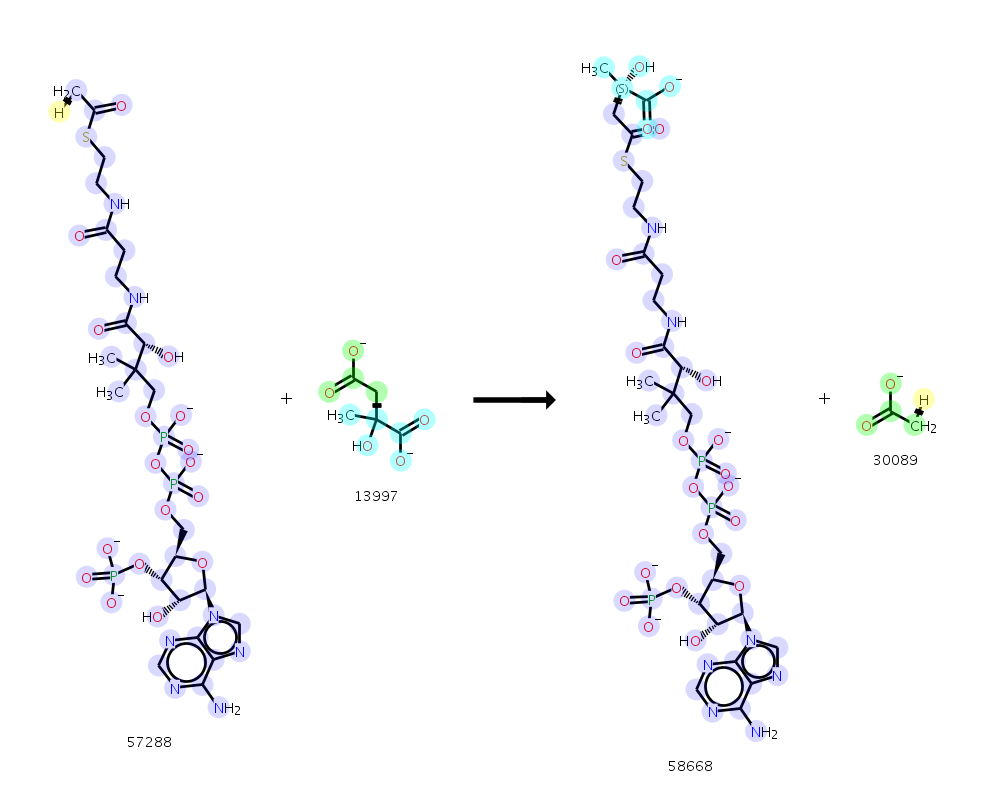 H₂C
H
O
S
NH
O
NH
O
OH
H₃C
H₃C
O
O⁻
P
O
O
O⁻
P
O
O
O
O⁻
O
P
O
O⁻
HO
N
N
N
N
N
NH₂
57288
+
O⁻
O
H₃C
O
HO
O⁻
13997
H₃C
OH
(S)
O⁻
O
O
S
NH
O
NH
O
OH
H₃C
H₃C
O
O⁻
P
O
O
O⁻
P
O
O
O
O⁻
O
P
O
O⁻
HO
N
N
N
N
N
NH₂
58668
+
O⁻
H
O
CH₂
30089